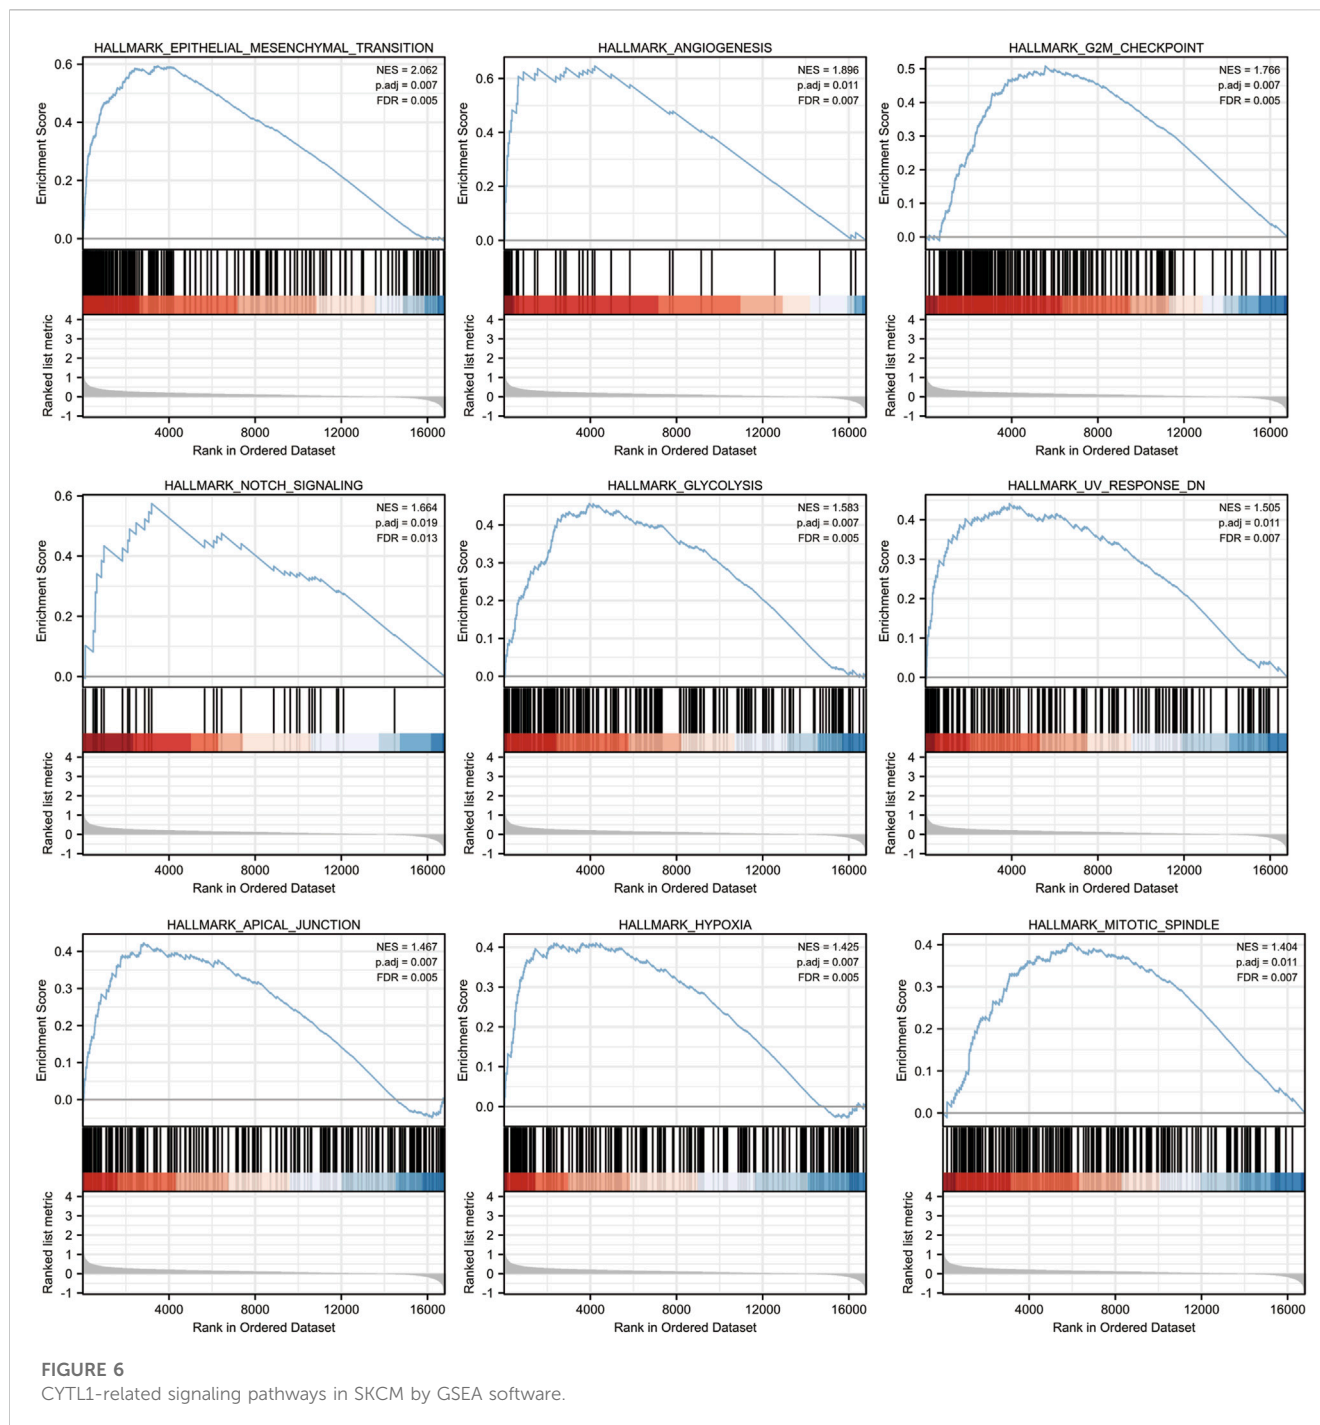 HALLMARK_EPITHELIAL_MESENCHYMAL_TRANSITION
NES = 2.062
p.adj = 0.007
FDR = 0.005
Enrichment Score
0.6
0.4
0.2
0.0
Ranked list metric
4
3
2
1
0
-1
4000 8000 12000 16000
Rank in Ordered Dataset
HALLMARK_ANGIOGENESIS
NES = 1.896
p.adj = 0.011
FDR = 0.007
Enrichment Score
0.6
0.4
0.2
0.0
Ranked list metric
4
3
2
1
0
-1
4000 8000 12000 16000
Rank in Ordered Dataset
HALLMARK_G2M_CHECKPOINT
NES = 1.766
p.adj = 0.007
FDR = 0.005
Enrichment Score
0.5
0.4
0.3
0.2
0.1
0.0
Ranked list metric
4
3
2
1
0
-1
4000 8000 12000 16000
Rank in Ordered Dataset
HALLMARK_NOTCH_SIGNALING
NES = 1.664
p.adj = 0.019
FDR = 0.013
Enrichment Score
0.6
0.4
0.2
0.0
Ranked list metric
4
3
2
1
0
-1
4000 8000 12000 16000
Rank in Ordered Dataset
HALLMARK_GLYCOLYSIS
NES = 1.583
p.adj = 0.007
FDR = 0.005
Enrichment Score
0.4
0.3
0.2
0.1
0.0
Ranked list metric
4
3
2
1
0
-1
4000 8000 12000 16000
Rank in Ordered Dataset
HALLMARK_UV_RESPONSE_DN
NES = 1.505
p.adj = 0.011
FDR = 0.007
Enrichment Score
0.4
0.3
0.2
0.1
0.0
Ranked list metric
4
3
2
1
0
-1
4000 8000 12000 16000
Rank in Ordered Dataset
HALLMARK_APICAL_JUNCTION
NES = 1.467
p.adj = 0.007
FDR = 0.005
Enrichment Score
0.4
0.3
0.2
0.1
0.0
Ranked list metric
4
3
2
1
0
-1
4000 8000 12000 16000
Rank in Ordered Dataset
HALLMARK_HYPOXIA
NES = 1.425
p.adj = 0.007
FDR = 0.005
Enrichment Score
0.4
0.3
0.2
0.1
0.0
Ranked list metric
4
3
2
1
0
-1
4000 8000 12000 16000
Rank in Ordered Dataset
HALLMARK_MITOTIC_SPINDLE
NES = 1.404
p.adj = 0.011
FDR = 0.007
Enrichment Score
0.4
0.3
0.2
0.1
0.0
Ranked list metric
4
3
2
1
0
-1
4000 8000 12000 16000
Rank in Ordered Dataset
FIGURE 6
CYTL1-related signaling pathways in SKCM by GSEA software.